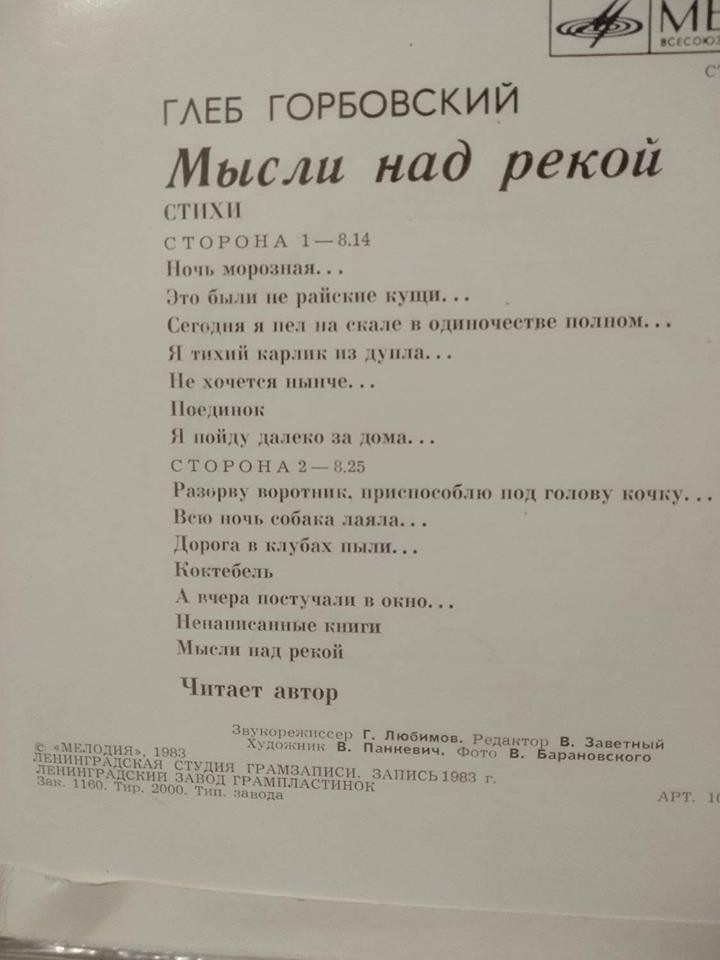 МЕ
ВСЕСОЮЗ
СТ
ГЛЕБ ГОРБОВСКИЙ
Мысли над рекой
СТИХИ
СТОРОНА 1 — 8.14
Ночь морозная...
Это были не райские кущи...
Сегодня я пел на скале в одиночестве полном...
Я тихий карлик из дупла...
Не хочется нынче...
Поединок
Я пойду далеко за дома...
СТОРОНА 2 — 8.25
Разорву воротник, приспособлю под голову кочку...
Всю ночь собака лаяла...
Дорога в клубах пыли...
Коктебель
А вчера постучали в окно...
Ненаписанные книги
Мысли над рекой
Читает автор
Звукорежиссер Г. Любимов. Редактор В. Заветный
Художник В. Панкевич. Фото В. Барановского
© «МЕЛОДИЯ», 1983
ЛЕНИНГРАДСКАЯ СТУДИЯ ГРАМЗАПИСИ. ЗАПИСЬ 1983 г.
ЛЕНИНГРАДСКИЙ ЗАВОД ГРАМПЛАСТИНОК
Зак. 1160. Тир. 2000. Тип. завода
АРТ. 10